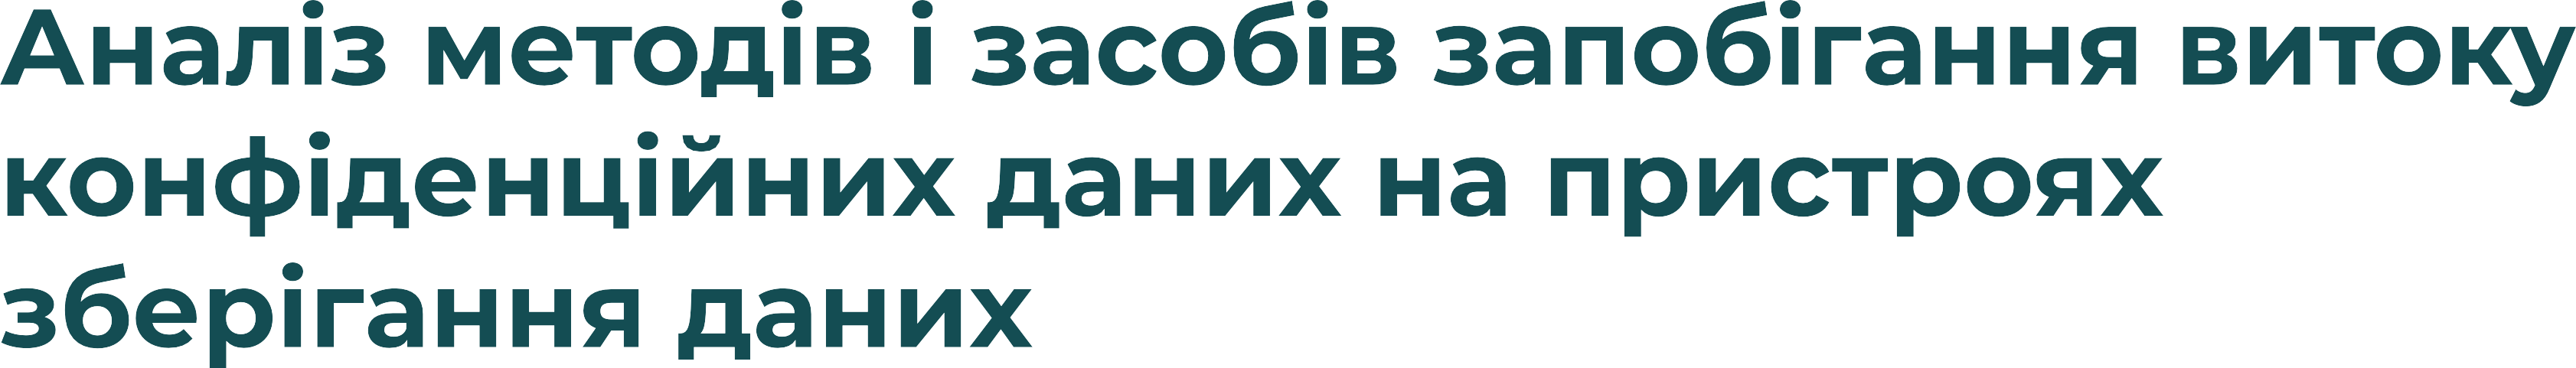 Аналіз методів і засобів запобігання витоку
конфіденційних даних на пристроях
зберігання даних